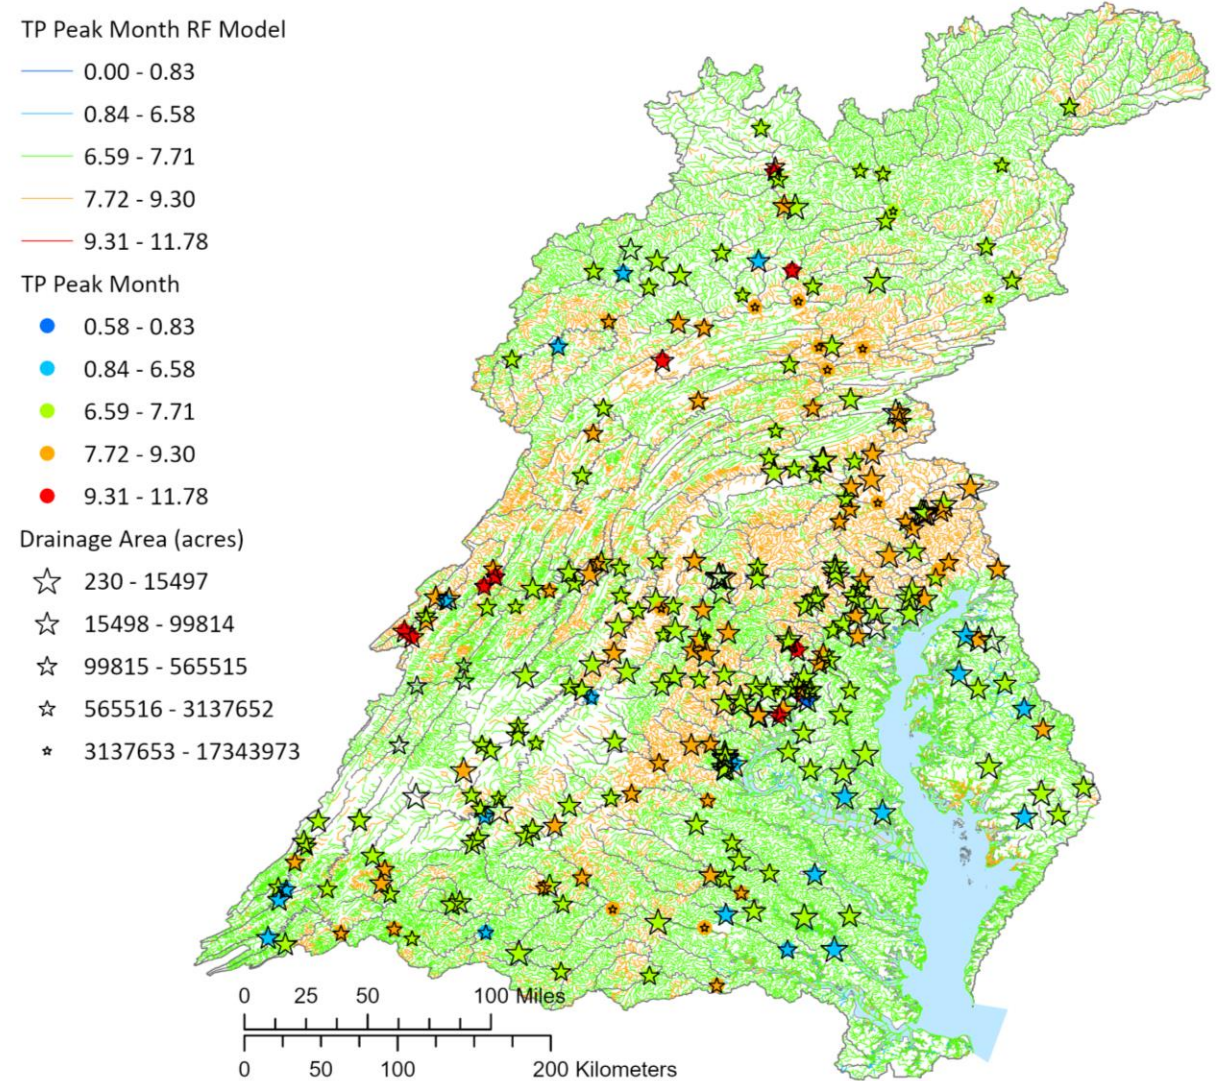 TP Peak Month RF Model
0.00 - 0.83
0.84 - 6.58
6.59 - 7.71
7.72 - 9.30
9.31 - 11.78
TP Peak Month
0.58 - 0.83
0.84 - 6.58
6.59 - 7.71
7.72 - 9.30
9.31 - 11.78
Drainage Area (acres)
230 - 15497
15498 - 99814
99815 - 565515
565516 - 3137652
3137653 - 17343973
0 25 50 100 Miles
0 50 100 200 Kilometers